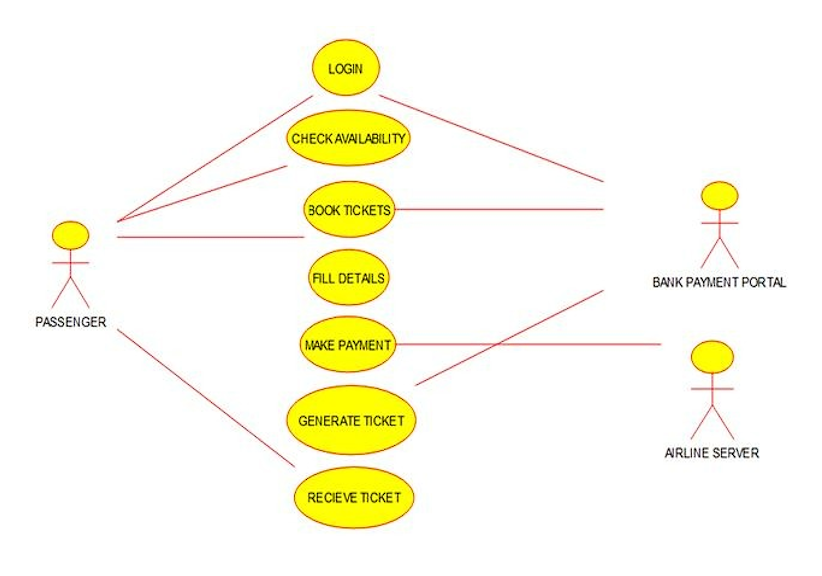 LOGIN
CHECK AVAILABILITY
BOOK TICKETS
FILL DETAILS
MAKE PAYMENT
GENERATE TICKET
RECIEVE TICKET
PASSENGER
BANK PAYMENT PORTAL
AIRLINE SERVER